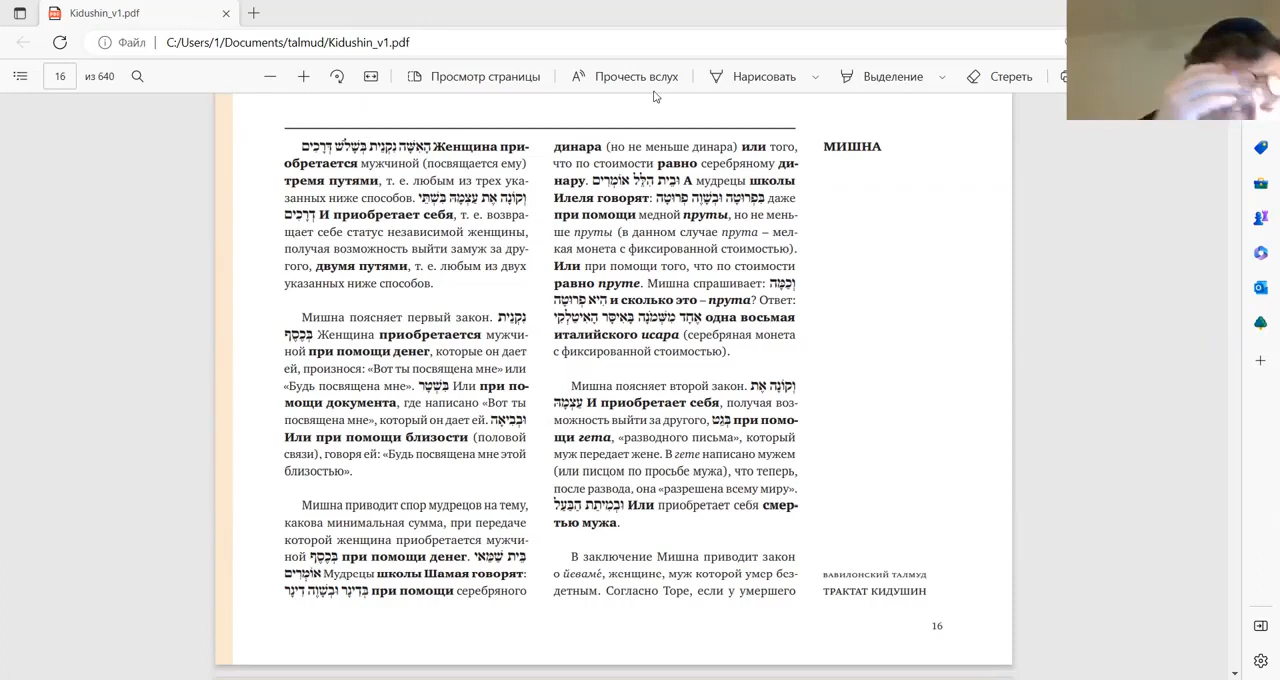 Kidushin_v1.pdf
Файл
C:/Users/1/Documents/talmud/Kidushin_v1.pdf
16
из 640
Просмотр страницы
Прочесть вслух
Нарисовать
Выделение
Стереть
הָאִשָּׁה נִקְנֵית בְּשָׁלֹשׁ דְּרָכִים Женщина при-
обретается мужчиной (посвящается ему)
тремя путями, т. е. любым из трех ука-
занных ниже способов. וְקוֹנָה אֶת עַצְמָהּ בִּשְׁתֵּי
דְרָכִים И приобретает себя, т. е. возвра-
щает себе статус независимой женщины,
получая возможность выйти замуж за дру-
гого, двумя путями, т. е. любым из двух
указанных ниже способов.
Мишна поясняет первый закон. נִקְנֵית
בְּכֶסֶף Женщина приобретается мужчи-
ной при помощи денег, которые он дает
ей, произнося: «Вот ты посвящена мне» или
«Будь посвящена мне». בִּשְׁטָר Или при по-
мощи документа, где написано «Вот ты
посвящена мне», который он дает ей. וּבְבִיאָה
Или при помощи близости (половой
связи), говоря ей: «Будь посвящена мне этой
близостью».
Мишна приводит спор мудрецов на тему,
какова минимальная сумма, при передаче
которой женщина приобретается мужчи-
ной בְּכֶסֶף при помощи денег. בֵּית שַׁמַּאי
אוֹמְרִים Мудрецы школы Шамая говорят:
בְּדִינָר וּבְשָׁוֶה דִינָר при помощи серебряного
динара (но не меньше динара) или того,
что по стоимости равно серебряному ди-
нару. וּבֵית הִלֵּל אוֹמְרִים А мудрецы школы
Илеля говорят: בִּפְרוּטָה וּבְשָׁוֶה פְרוּטָה даже
при помощи медной пруты, но не мень-
ше пруты (в данном случае прута – мел-
кая монета с фиксированной стоимостью).
Или при помощи того, что по стоимости
равно пруте. Мишна спрашивает: וְכַמָּה
הִיא פְרוּטָה и сколько это – прута? Ответ:
אֶחָד מִשְּׁמֹנָה בָּאִיסָּר הָאִיטַלְקִי одна восьмая
италийского исара (серебряная монета
с фиксированной стоимостью).
Мишна поясняет второй закон. וְקוֹנָה אֶת
עַצְמָהּ И приобретает себя, получая воз-
можность выйти за другого, בְּגֵט при помо-
щи гета, «разводного письма», который
муж передает жене. В гете написано мужем
(или писцом по просьбе мужа), что теперь,
после развода, она «разрешена всему миру».
וּבְמִיתַת הַבַּעַל Или приобретает себя смер-
тью мужа.
В заключение Мишна приводит закон
о йевамé, женщине, муж которой умер без-
детным. Согласно Торе, если у умершего
МИШНА
ВАВИЛОНСКИЙ ТАЛМУД
ТРАКТАТ КИДУШИН
16